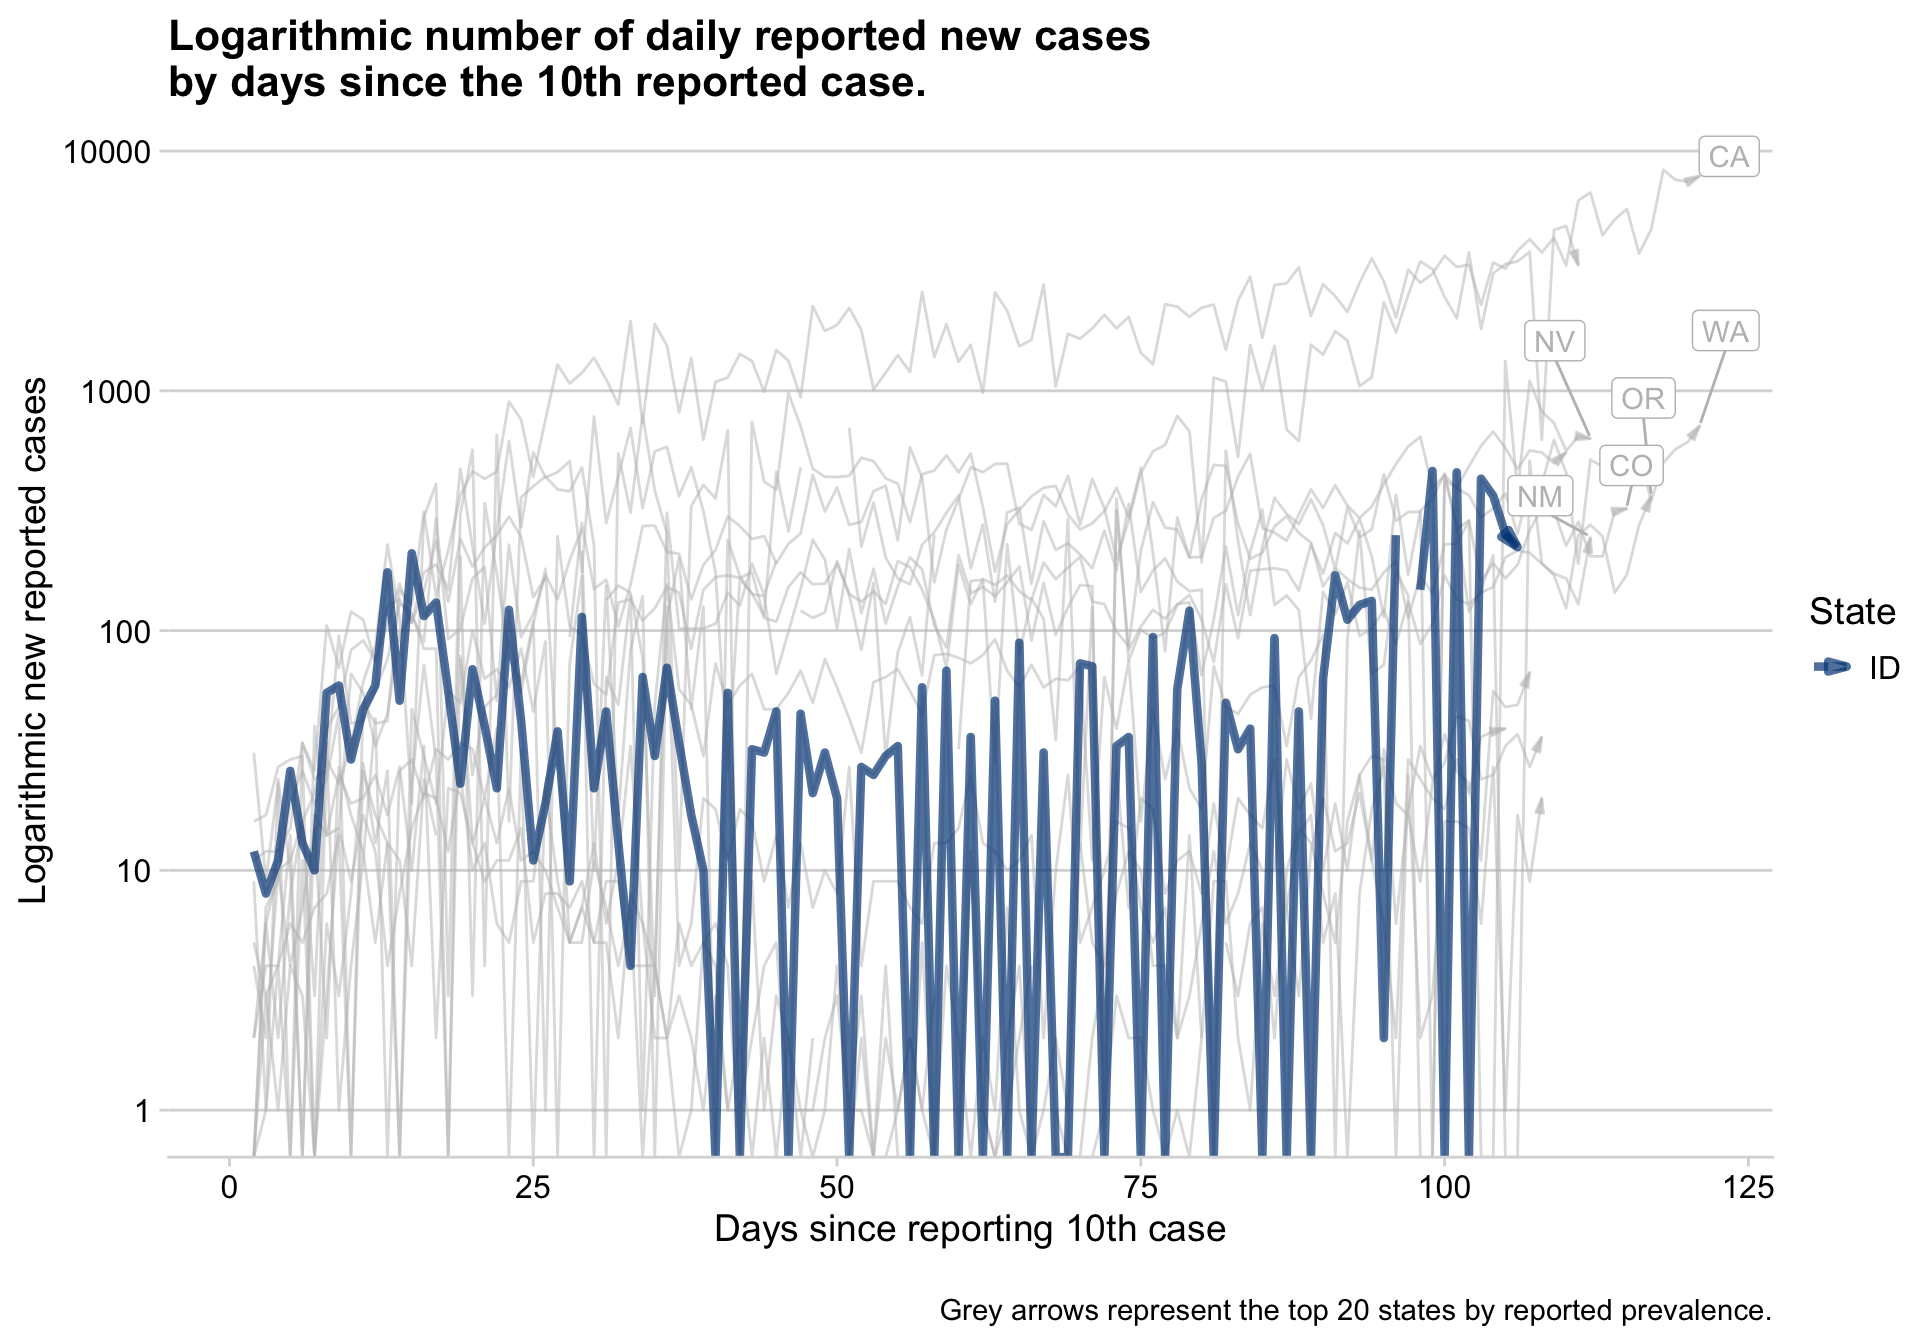 Logarithmic number of daily reported new cases
by days since the 10th reported case.
Logarithmic new reported cases
10000
1000
100
10
1
CA
WA
NV
OR
CO
NM
State
ID
0
25
50
75
100
125
Days since reporting 10th case
Grey arrows represent the top 20 states by reported prevalence.